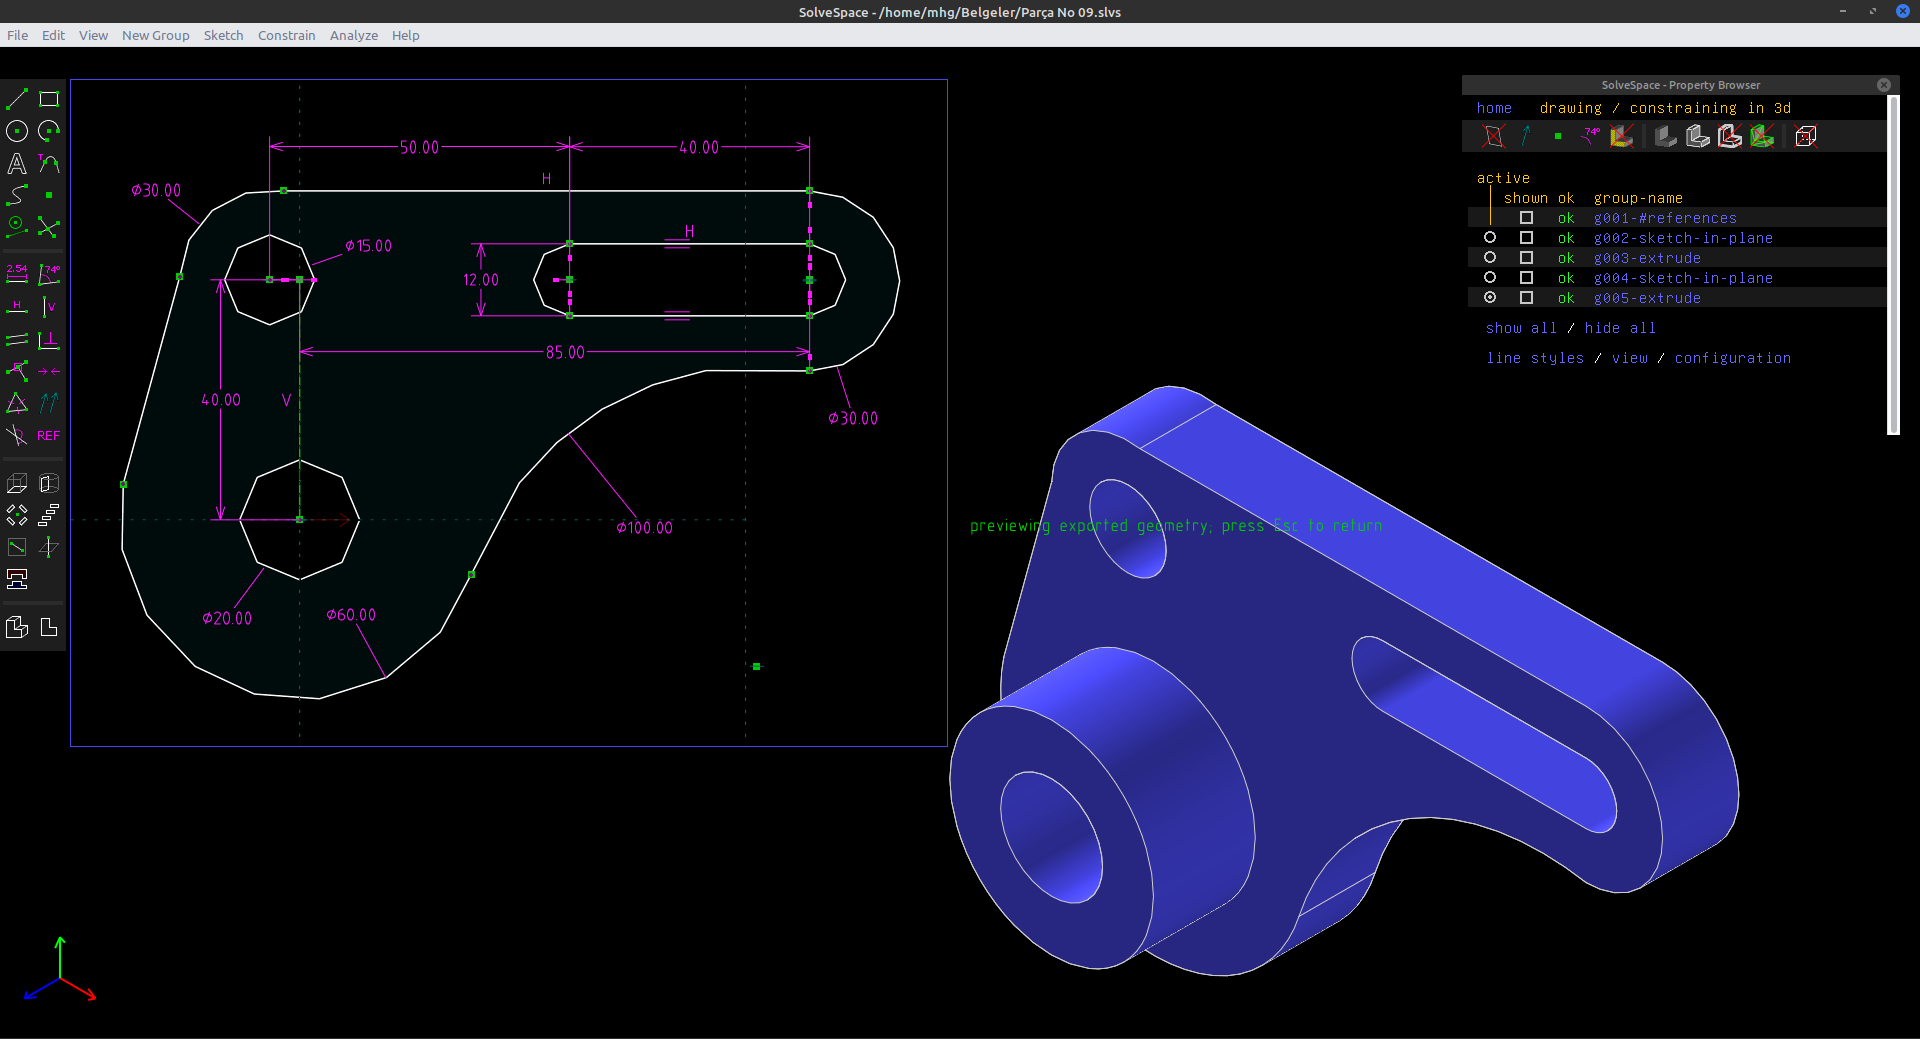 SolveSpace - /home/mhg/Belgeler/Parça No 09.slvs
File Edit View New Group Sketch Constrain Analyze Help
SolveSpace - Property Browser
home drawing / constraining in 3d
74°
active
shown ok group-name
ok g001-#references
ok g002-sketch-in-plane
ok g003-extrude
ok g004-sketch-in-plane
ok g005-extrude
show all / hide all
line styles / view / configuration
A T
2.54 74°
H V
REF
50.00 40.00
H
⌀30.00
⌀15.00
H
12.00
85.00
40.00 V
⌀30.00
⌀100.00
⌀20.00 ⌀60.00
previewing exported geometry; press Esc to return